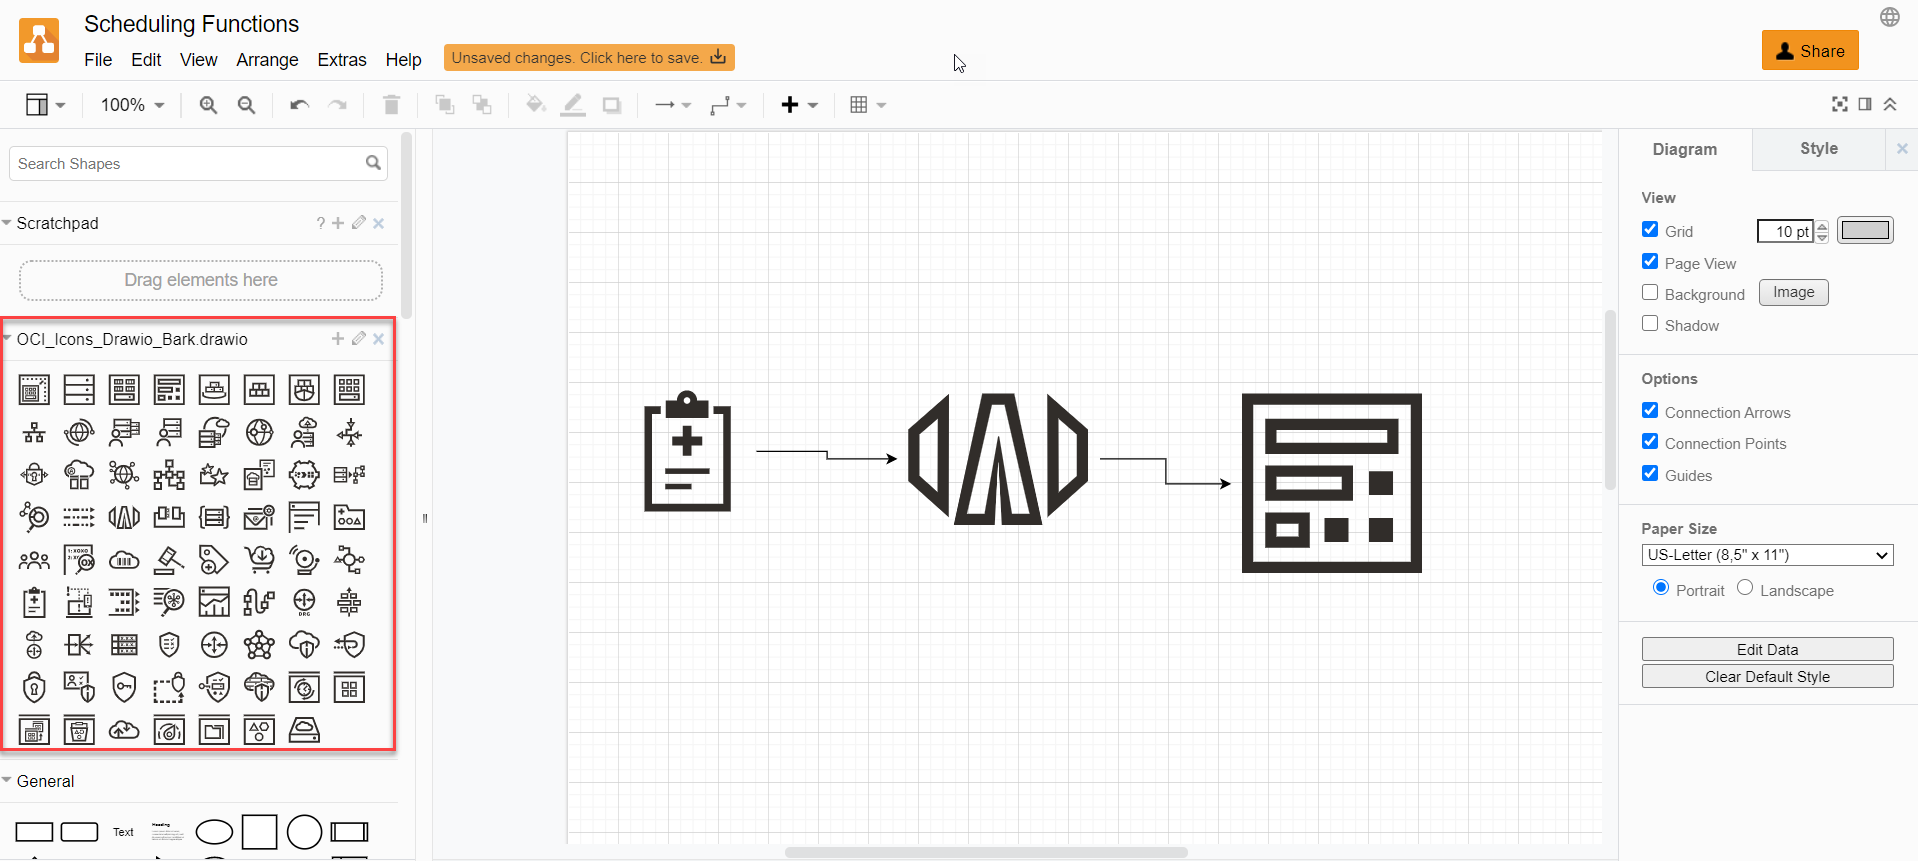 Scheduling Functions
File Edit View Arrange Extras Help Unsaved changes. Click here to save.
Share
100%
Search Shapes
Scratchpad ?
Drag elements here
OCI_Icons_Drawio_Bark.drawio
General
Text
Heading
Diagram Style
View
Grid 10 pt
Page View
Background Image
Shadow
Options
Connection Arrows
Connection Points
Guides
Paper Size
US-Letter (8,5" x 11")
Portrait Landscape
Edit Data
Clear Default Style